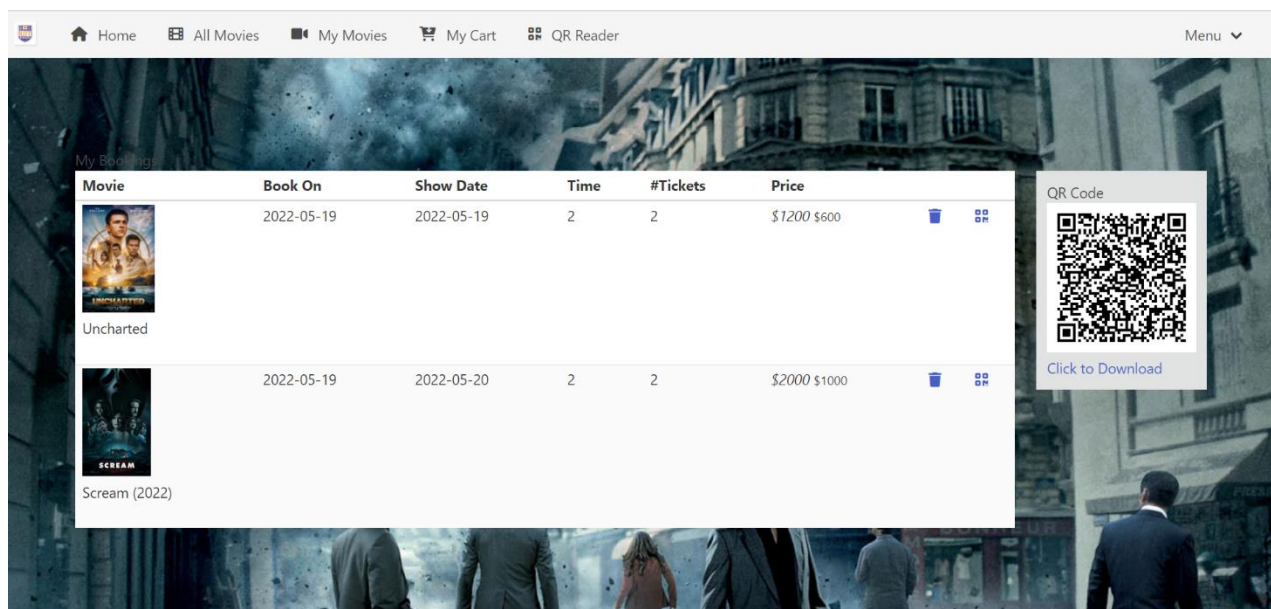 Home All Movies My Movies My Cart QR Reader Menu
My Bookings
Movie Book On Show Date Time #Tickets Price
2022-05-19 2022-05-19 2 2 $1200 $600
UNCHARTED
Uncharted
2022-05-19 2022-05-20 2 2 $2000 $1000
SCREAM
Scream (2022)
QR Code
Click to Download